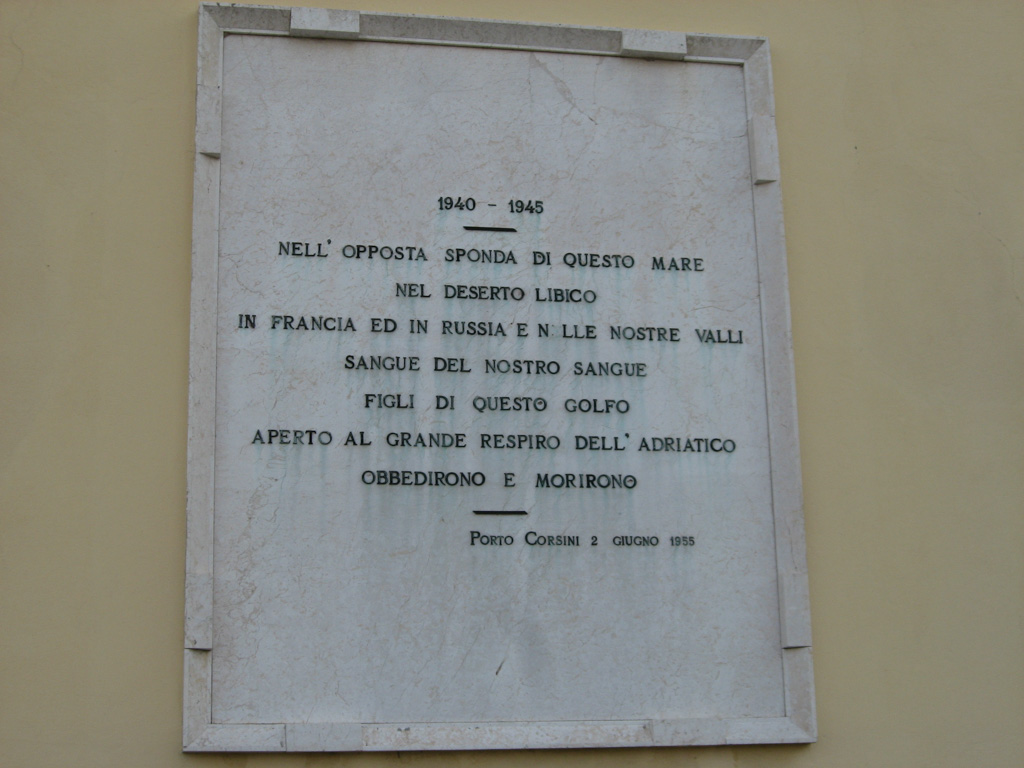 1940 - 1945
NELL' OPPOSTA SPONDA DI QUESTO MARE
NEL DESERTO LIBICO
IN FRANCIA ED IN RUSSIA E N LLE NOSTRE VALLI
SANGUE DEL NOSTRO SANGUE
FIGLI DI QUESTO GOLFO
APERTO AL GRANDE RESPIRO DELL' ADRIATICO
OBBEDIRONO E MORIRONO
PORTO CORSINI 2 GIUGNO 1955